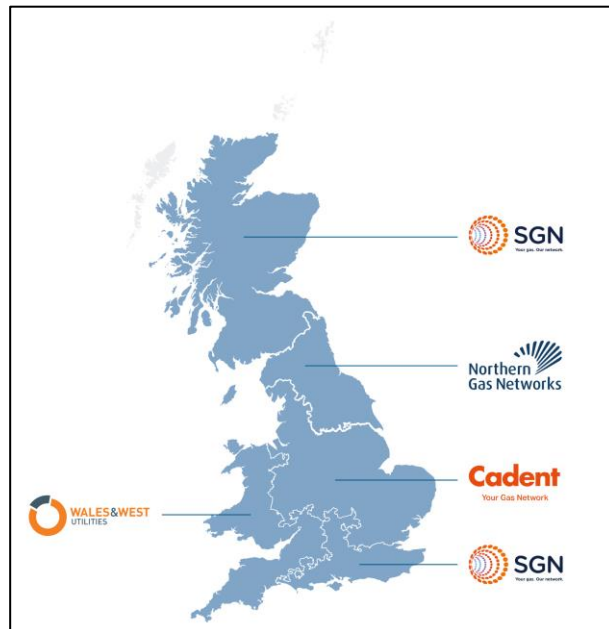 SGN
Your gas. Our network.
Northern
Gas Networks
Cadent
Your Gas Network
WALES&WEST
UTILITIES
SGN
Your gas. Our network.